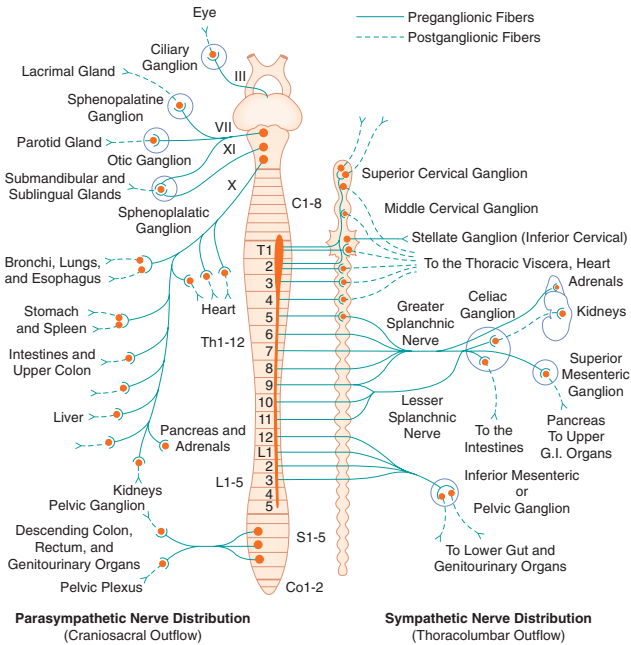 Eye
Preganglionic Fibers
Postganglionic Fibers
Ciliary
Ganglion
III
Lacrimal Gland
Sphenopalatine
Ganglion
VII
Parotid Gland
XI
Otic Ganglion
Submandibular and
Sublingual Glands
X
Sphenoplalatic
Ganglion
Bronchi, Lungs,
and Esophagus
Heart
Stomach
and Spleen
Intestines and
Upper Colon
Liver
Pancreas and
Adrenals
Kidneys
Pelvic Ganglion
Descending Colon,
Rectum, and
Genitourinary Organs
Pelvic Plexus
C1-8
Th1-12
L1-5
S1-5
Co1-2
T1
2
3
4
5
6
7
8
9
10
11
12
L1
2
3
4
5
Superior Cervical Ganglion
Middle Cervical Ganglion
Stellate Ganglion (Inferior Cervical)
To the Thoracic Viscera, Heart
Adrenals
Greater
Splanchnic
Nerve
Celiac
Ganglion
Kidneys
Superior
Mesenteric
Ganglion
Lesser
Splanchnic
Nerve
To the
Intestines
Pancreas
To Upper
G.I. Organs
Inferior Mesenteric
or
Pelvic Ganglion
To Lower Gut and
Genitourinary Organs
Parasympathetic Nerve Distribution
(Craniosacral Outflow)
Sympathetic Nerve Distribution
(Thoracolumbar Outflow)